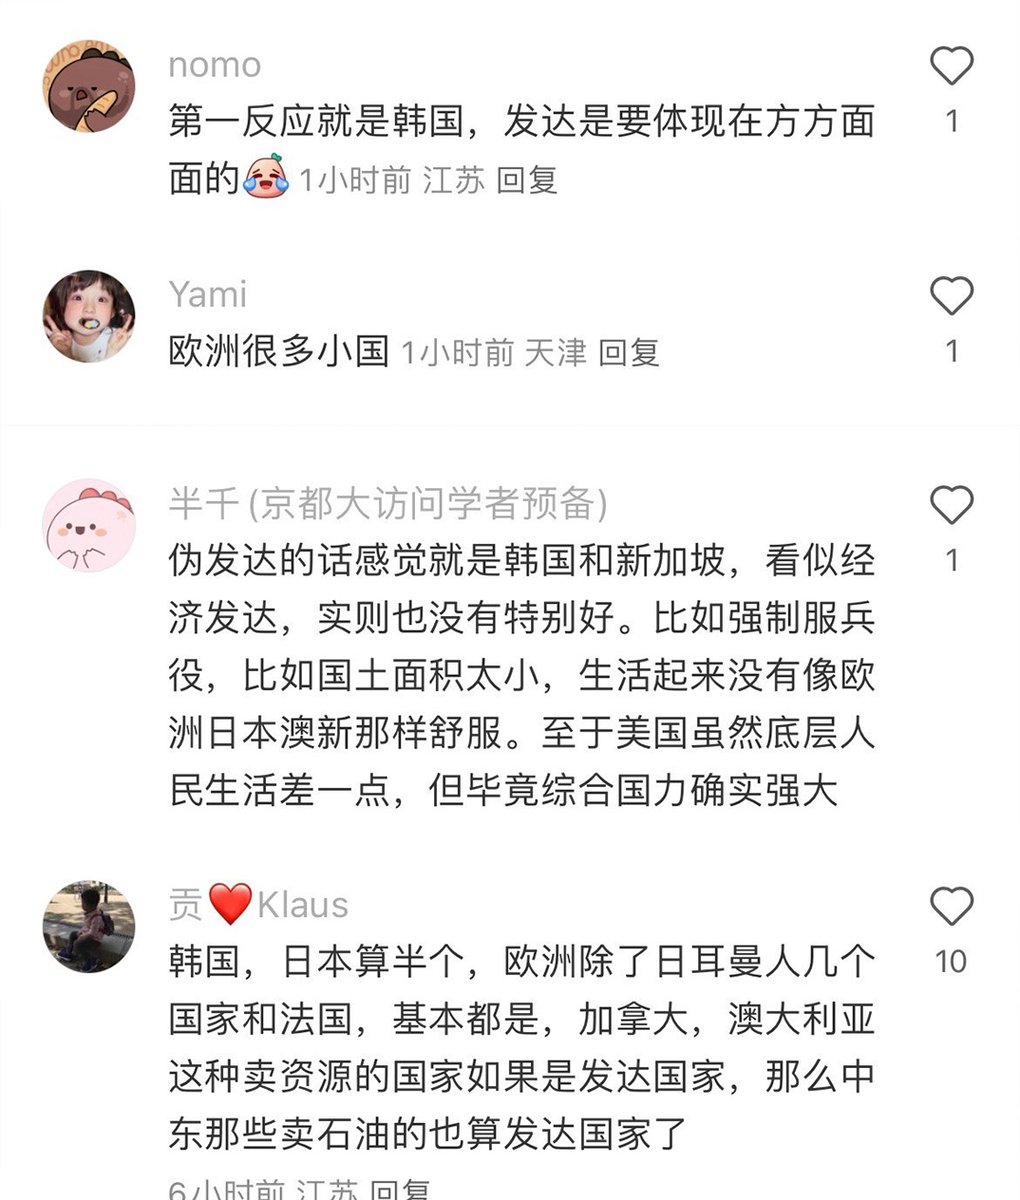 nomo
第一反应就是韩国，发达是要体现在方方面
1
面的 1小时前 江苏 回复
Yami
欧洲很多小国 1小时前 天津 回复
1
半千(京都大访问学者预备)
伪发达的话感觉就是韩国和新加坡，看似经
1
济发达，实则也没有特别好。比如强制服兵
役，比如国土面积太小，生活起来没有像欧
洲日本澳新那样舒服。至于美国虽然底层人
民生活差一点，但毕竟综合国力确实强大
贡❤️Klaus
韩国，日本算半个，欧洲除了日耳曼人几个
10
国家和法国，基本都是，加拿大，澳大利亚
这种卖资源的国家如果是发达国家，那么中
东那些卖石油的也算发达国家了
6小时前 江苏 回复